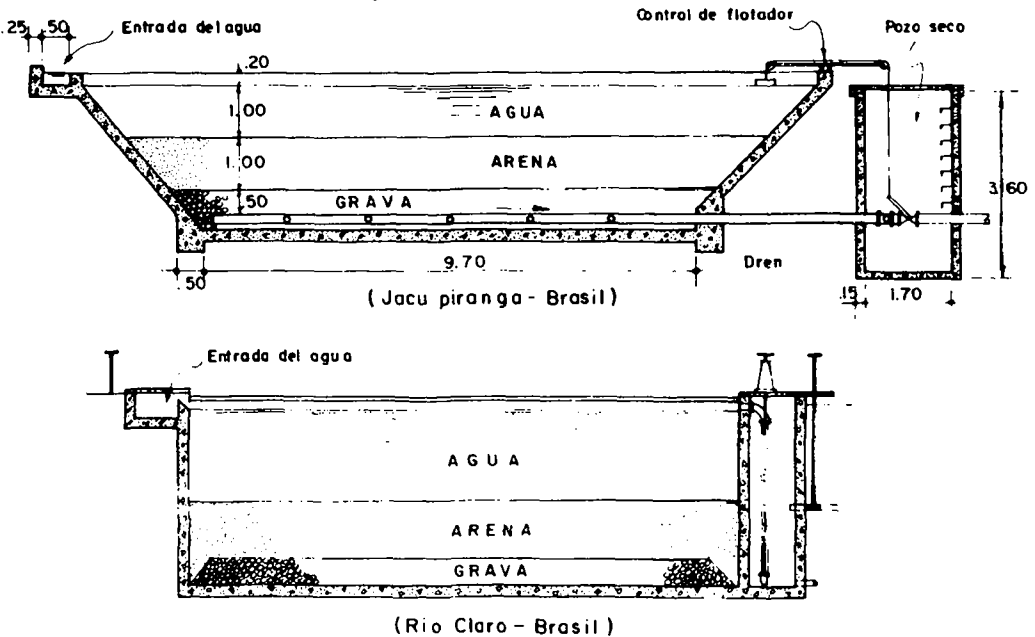 Control de flotador
.25 .50 Entrada del agua
Pozo seco
.20
1.00 AGUA
1.00 ARENA
3.60
.50 GRAVA
.50 9.70 Dren
.15 1.70
(Jacu piranga - Brasil)
Entrada del agua
AGUA
ARENA
GRAVA
(Rio Claro - Brasil)